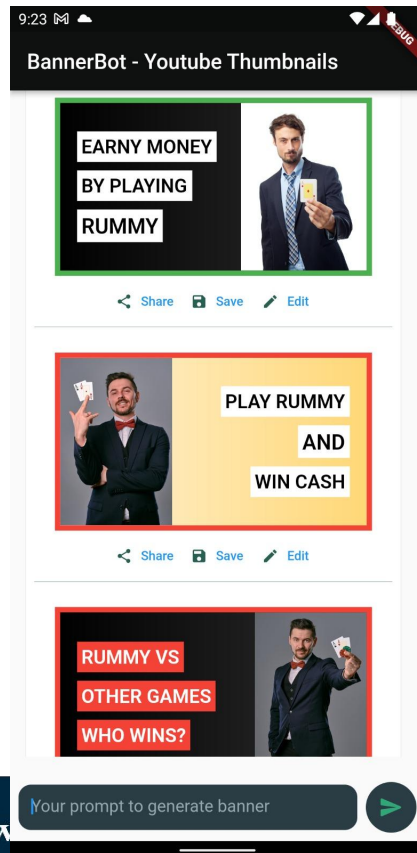 9:23
DEBUG
BannerBot - Youtube Thumbnails
EARNY MONEY
BY PLAYING
RUMMY
Share Save Edit
PLAY RUMMY
AND
WIN CASH
Share Save Edit
RUMMY VS
OTHER GAMES
WHO WINS?
Your prompt to generate banner